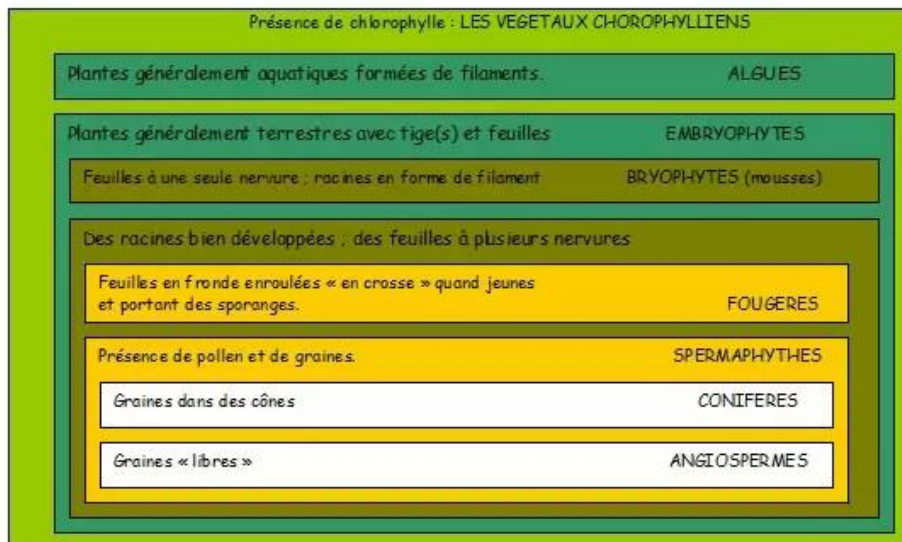 Présence de chlorophylle : LES VEGETAUX CHOROPHYLLIENS
Plantes généralement aquatiques formées de filaments. ALGUES
Plantes généralement terrestres avec tige(s) et feuilles EMBRYOPHYTES
Feuilles à une seule nervure ; racines en forme de filament BRYOPHYTES (mousses)
Des racines bien développées ; des feuilles à plusieurs nervures
Feuilles en fronde enroulées « en crosse » quand jeunes
et portant des sporanges. FOUGERES
Présence de pollen et de graines. SPERMAPHYTHES
Graines dans des cônes CONIFERES
Graines « libres » ANGIOSPERMES